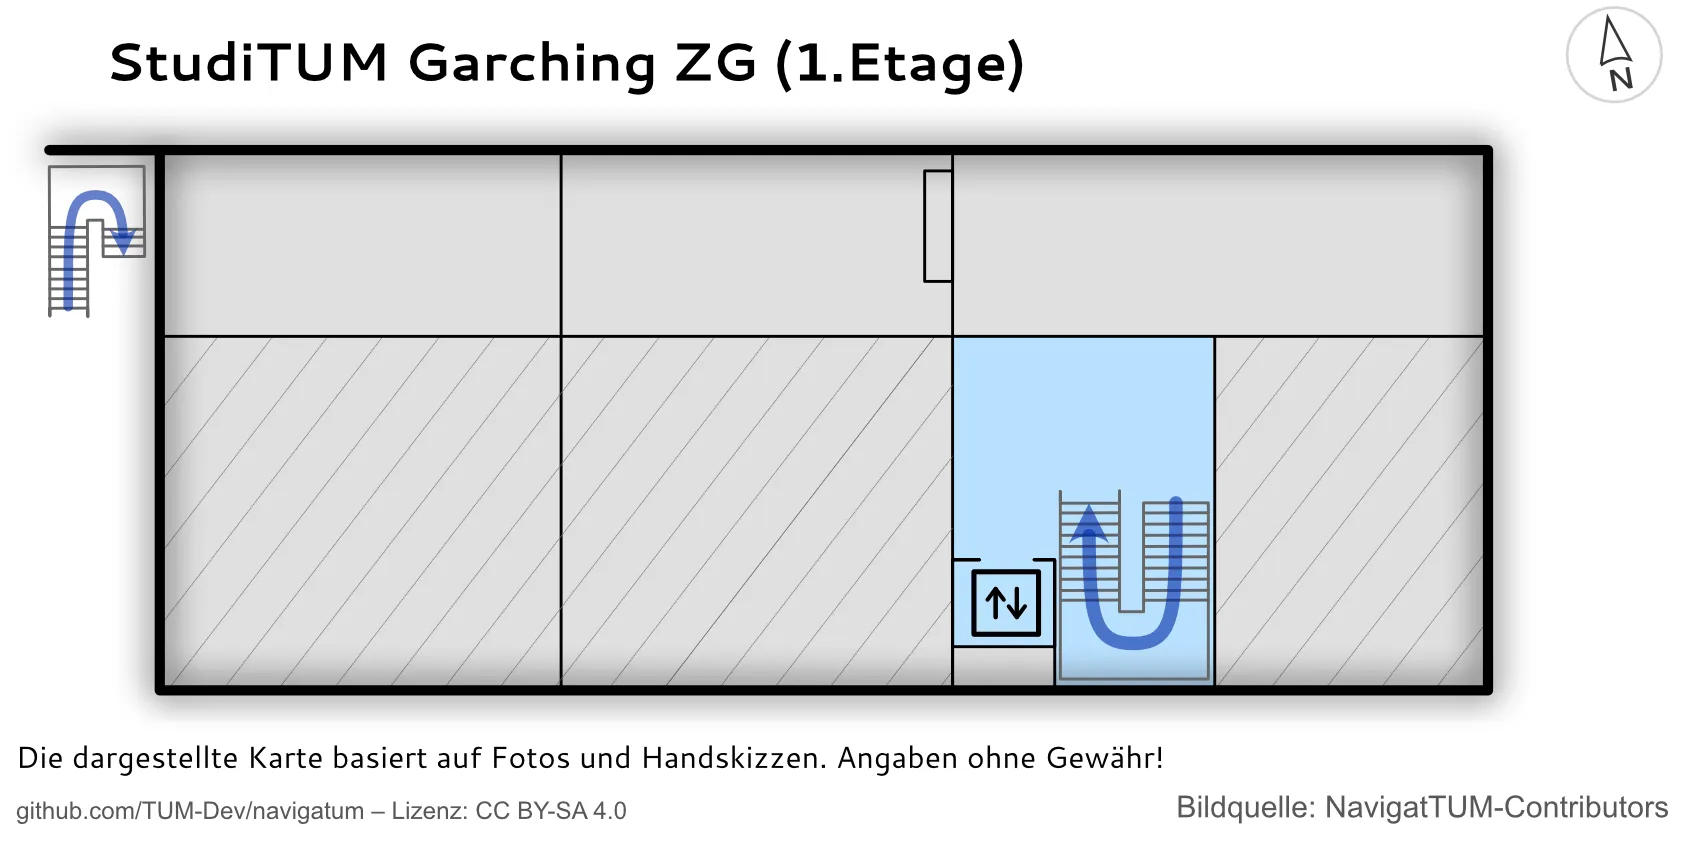 StudiTUM Garching ZG (1.Etage)
N
Die dargestellte Karte basiert auf Fotos und Handskizzen. Angaben ohne Gewähr!
github.com/TUM-Dev/navigatum – Lizenz: CC BY-SA 4.0
Bildquelle: NavigatTUM-Contributors